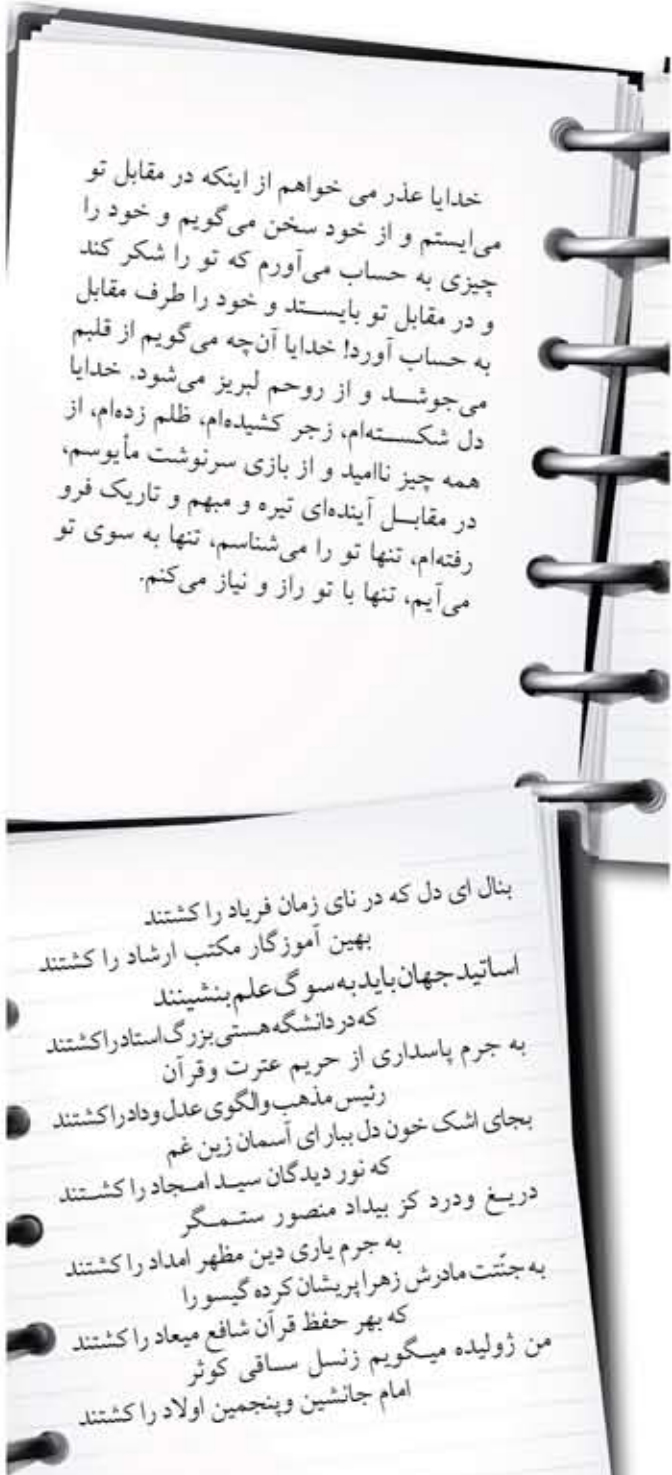 خدایا عذر می خواهم از اینکه در مقابل تو
می‌ایستم و از خود سخن می‌گویم و خود را
چیزی به حساب می‌آورم که تو را شکر کند
و در مقابل تو بایستد و خود را طرف مقابل
به حساب آورد! خدایا آن‌چه می‌گویم از قلبم
می‌جوشد و از روحم لبریز می‌شود. خدایا
دل شکسته‌ام، زجر کشیده‌ام، ظلم زده‌ام، از
همه چیز ناامید و از بازی سرنوشت مأیوسم،
در مقابل آینده‌ای تیره و مبهم و تاریک فرو
رفته‌ام، تنها تو را می‌شناسم، تنها به سوی تو
می‌آیم، تنها با تو راز و نیاز می‌کنم.
بنال ای دل که در نای زمان فریاد را کشتند
بهین آموزگار مکتب ارشاد را کشتند
اساتید جهان باید به سوگ علم بنشینند
که در دانشگه هستی بزرگ استاد را کشتند
به جرم پاسداری از حریم عترت وقرآن
رئیس مذهب والگوی عدل وداد را کشتند
بجای اشک خون دل ببار ای آسمان زین غم
که نور دیدگان سید امجاد را کشتند
دریغ ودرد کز بیداد منصور ستمگر
به جرم یاری دین مظهر امداد را کشتند
به جنّتت مادرش زهرا پریشان کرده گیسو را
که بهر حفظ قرآن شافع میعاد را کشتند
من ژولیده میگویم زنسل ساقی کوثر
امام جانشین وپنجمین اولاد را کشتند